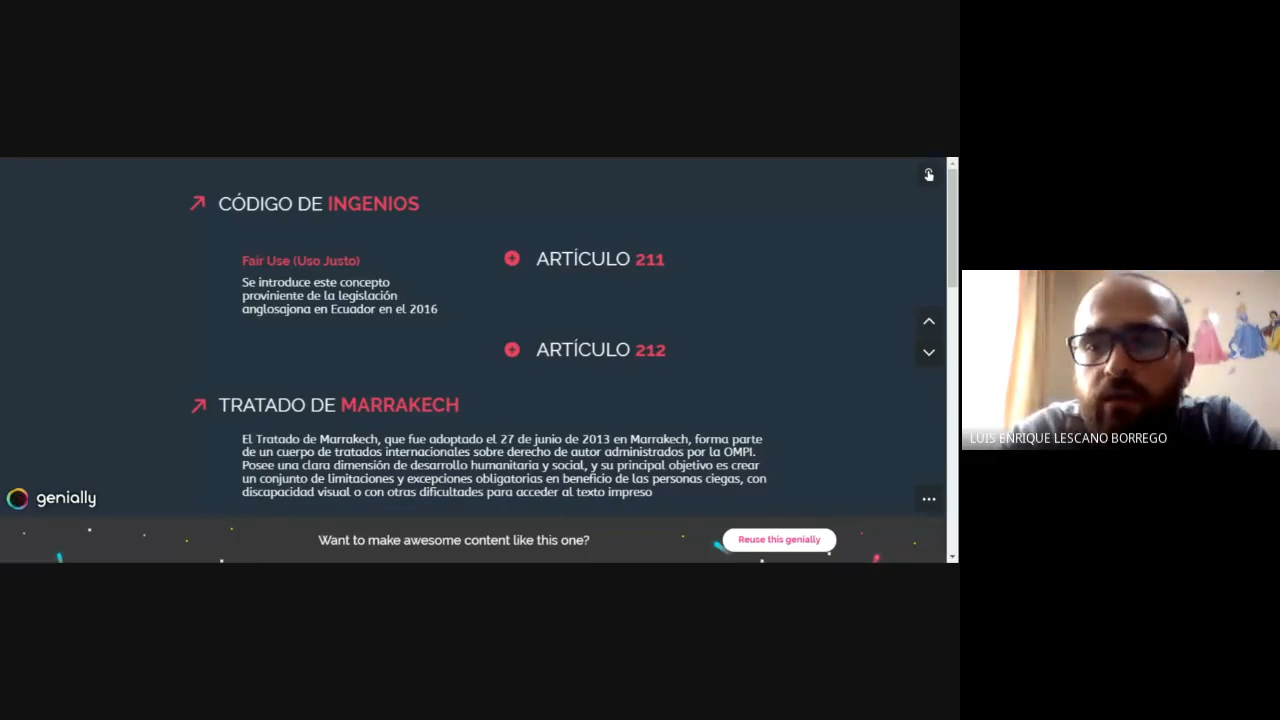 CÓDIGO DE INGENIOS
Fair Use (Uso Justo)
Se introduce este concepto
proviniente de la legislación
anglosajona en Ecuador en el 2016
ARTÍCULO 211
ARTÍCULO 212
TRATADO DE MARRAKECH
El Tratado de Marrakech, que fue adoptado el 27 de junio de 2013 en Marrakech, forma parte
de un cuerpo de tratados internacionales sobre derecho de autor administrados por la OMPI.
Posee una clara dimensión de desarrollo humanitaria y social, y su principal objetivo es crear
un conjunto de limitaciones y excepciones obligatorias en beneficio de las personas ciegas, con
discapacidad visual o con otras dificultades para acceder al texto impreso
genially
Want to make awesome content like this one?
Reuse this genially
LUIS ENRIQUE LESCANO BORREGO